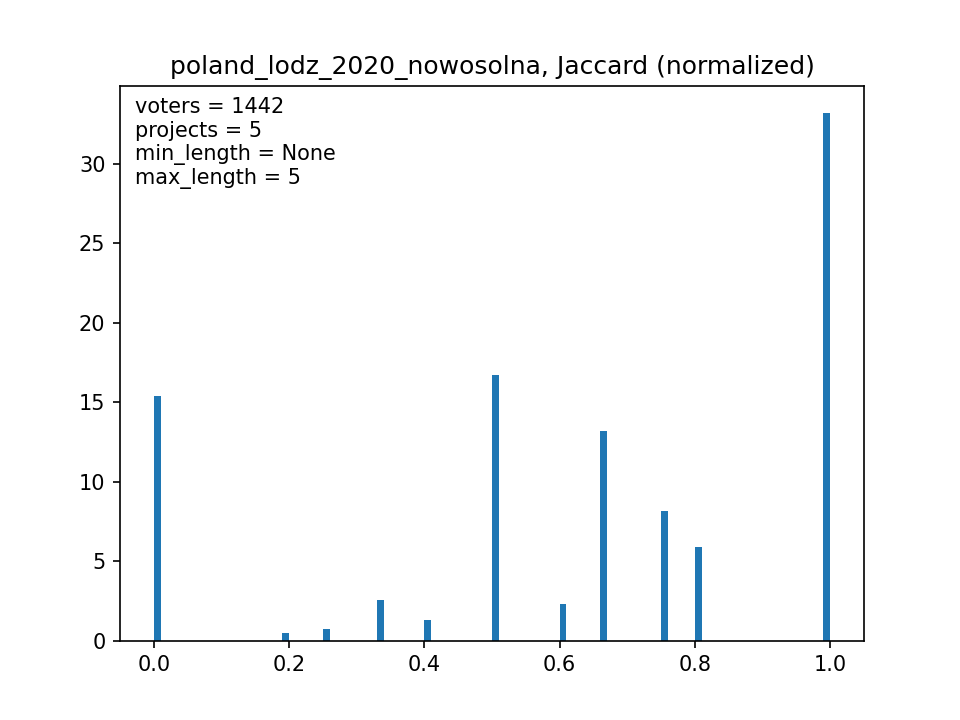 poland_lodz_2020_nowosolna, Jaccard (normalized)
voters = 1442
projects = 5
min_length = None
max_length = 5
30
25
20
15
10
5
0
0.0 0.2 0.4 0.6 0.8 1.0